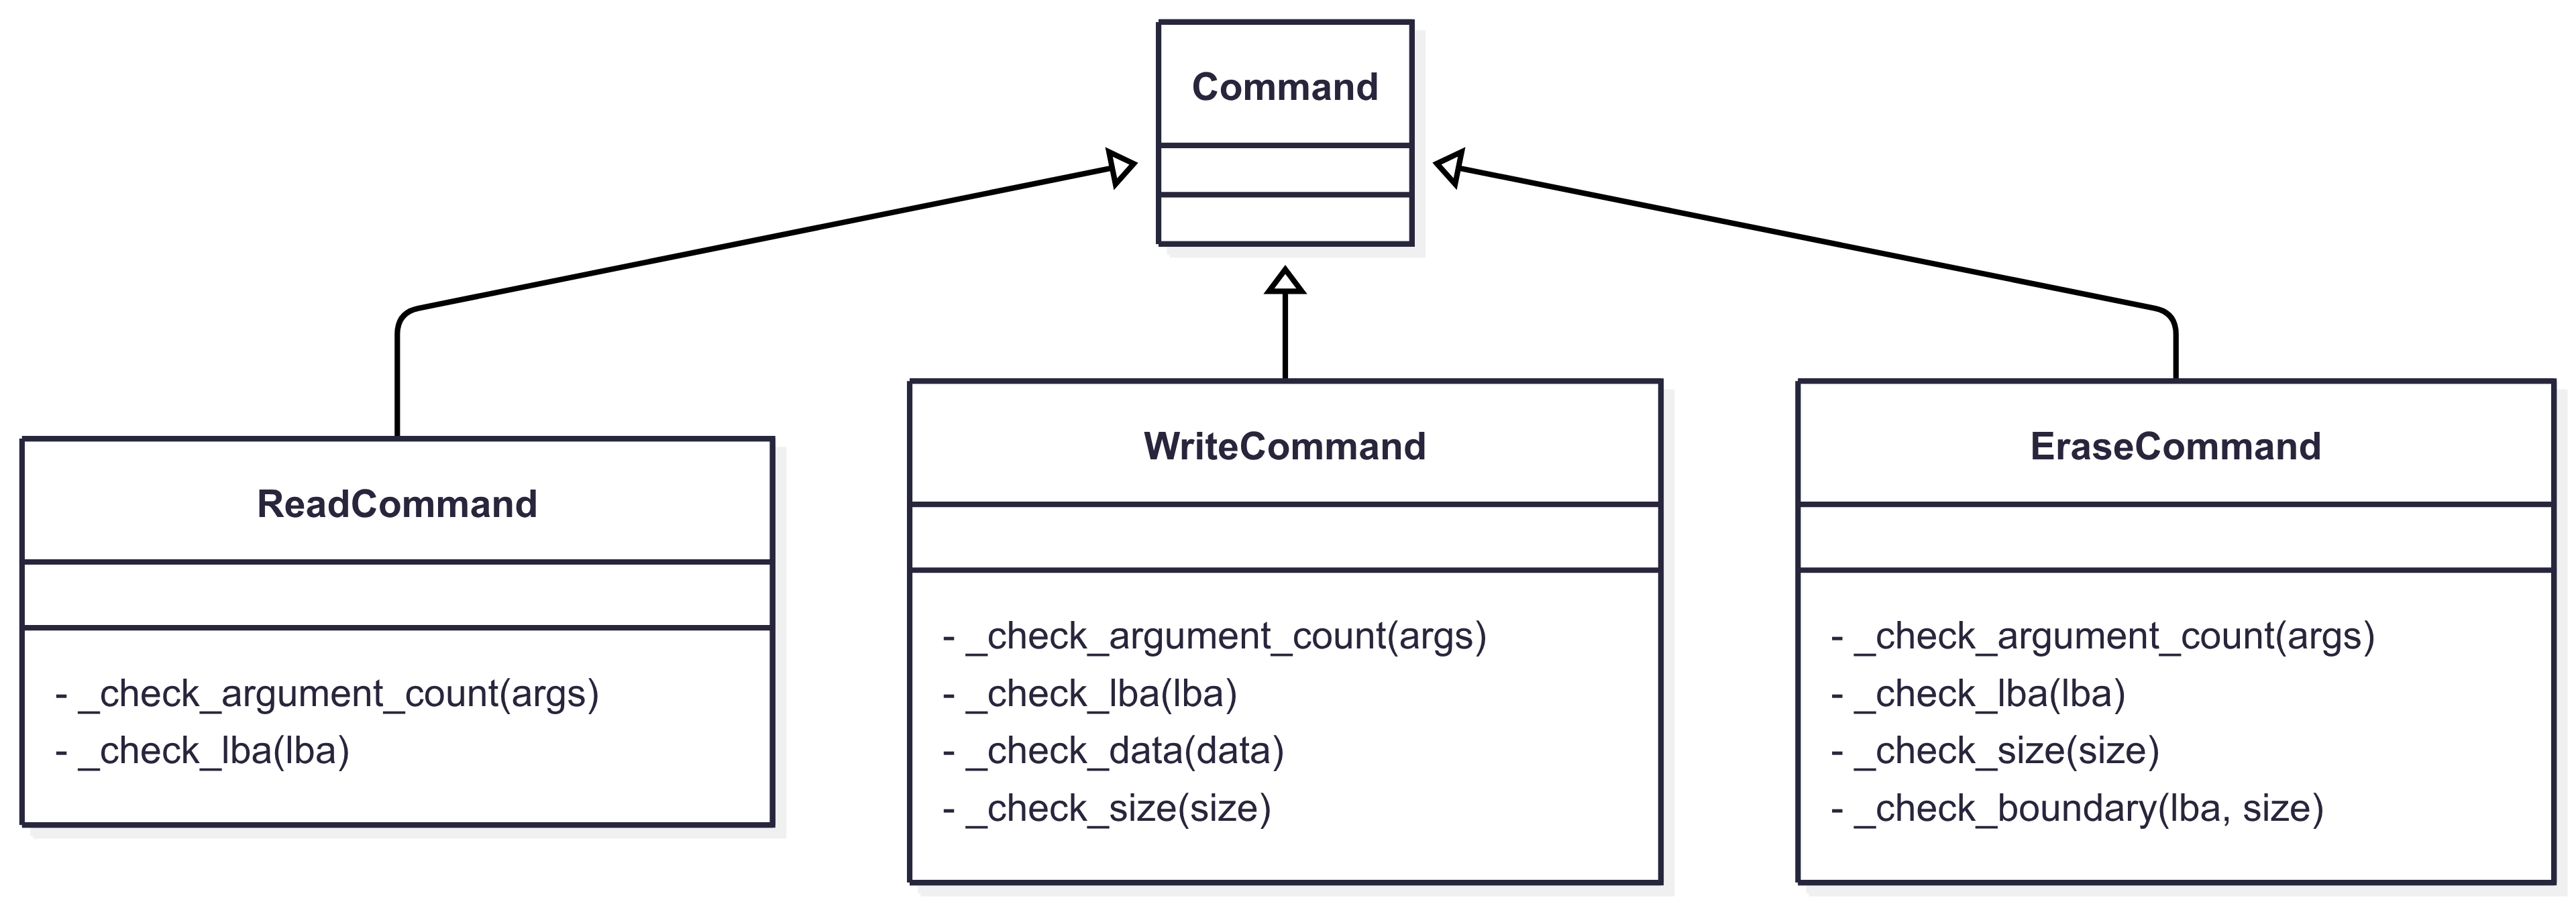 Command
ReadCommand
- _check_argument_count(args)
- _check_lba(lba)
WriteCommand
- _check_argument_count(args)
- _check_lba(lba)
- _check_data(data)
- _check_size(size)
EraseCommand
- _check_argument_count(args)
- _check_lba(lba)
- _check_size(size)
- _check_boundary(lba, size)